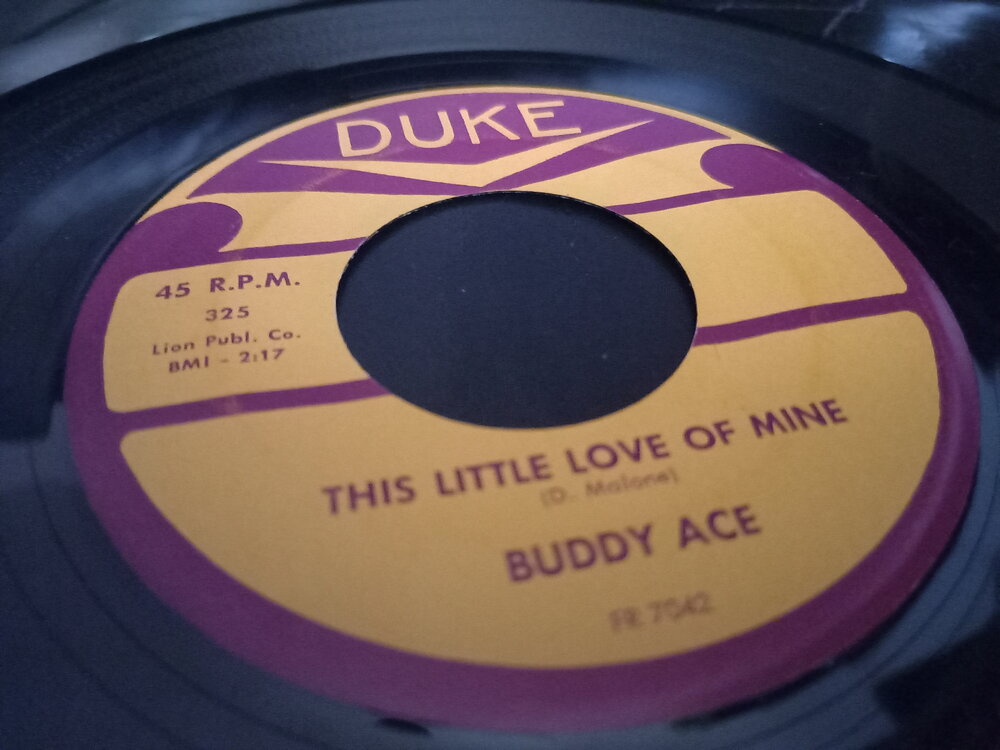 DUKE
45 R.P.M.
325
Lion Publ. Co.
BMI - 2:17
THIS LITTLE LOVE OF MINE
(D. Malone)
BUDDY ACE
FR 7042